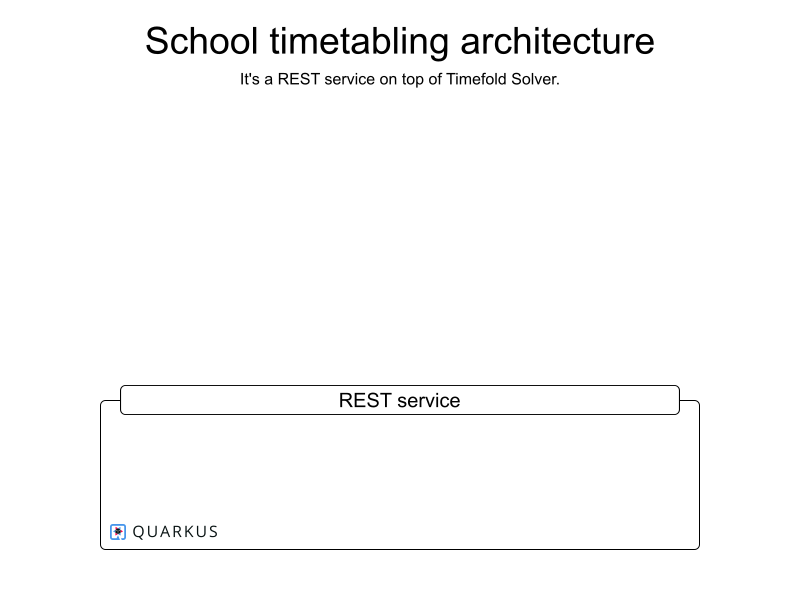 School timetabling architecture
It's a REST service on top of Timefold Solver.
REST service
QUARKUS